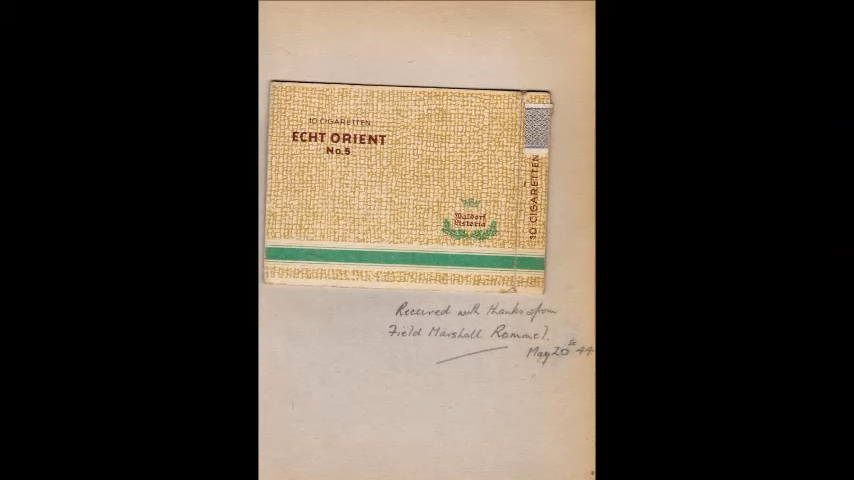 10 CIGARETTEN
ECHT ORIENT
No.5
Waldorf
Astoria
10 CIGARETTEN
Received with thanks from
Field Marshall Rommel.
May 20th 44